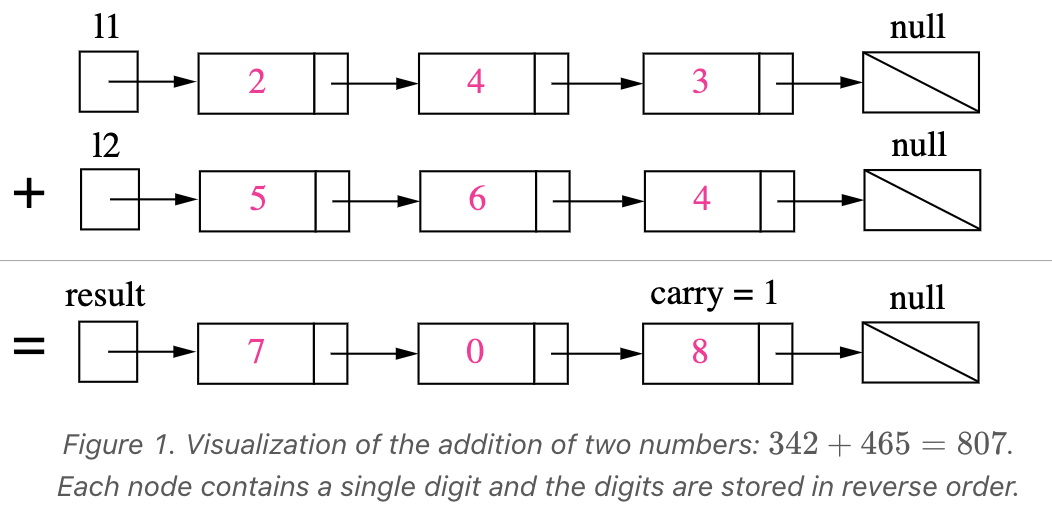 l1 null
2 4 3
l2 null
+ 5 6 4
result carry = 1 null
= 7 0 8
Figure 1. Visualization of the addition of two numbers: 342 + 465 = 807.
Each node contains a single digit and the digits are stored in reverse order.